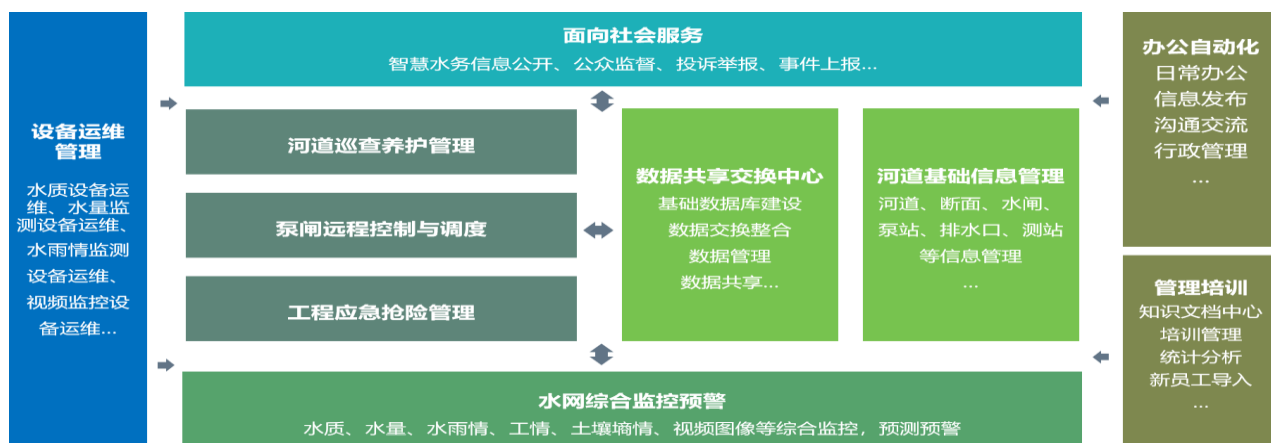 设备运维
管理
水质设备运
维、水量监
测设备运维、
水雨情监测
设备运维、
视频监控设
备运维...
面向社会服务
智慧水务信息公开、公众监督、投诉举报、事件上报...
河道巡查养护管理
泵闸远程控制与调度
工程应急抢险管理
数据共享交换中心
基础数据库建设
数据交换整合
数据管理
数据共享...
河道基础信息管理
河道、断面、水闸、
泵站、排水口、测站
等信息管理
...
水网综合监控预警
水质、水量、水雨情、工情、土壤墒情、视频图像等综合监控，预测预警
办公自动化
日常办公
信息发布
沟通交流
行政管理
...
管理培训
知识文档中心
培训管理
统计分析
新员工导入
...